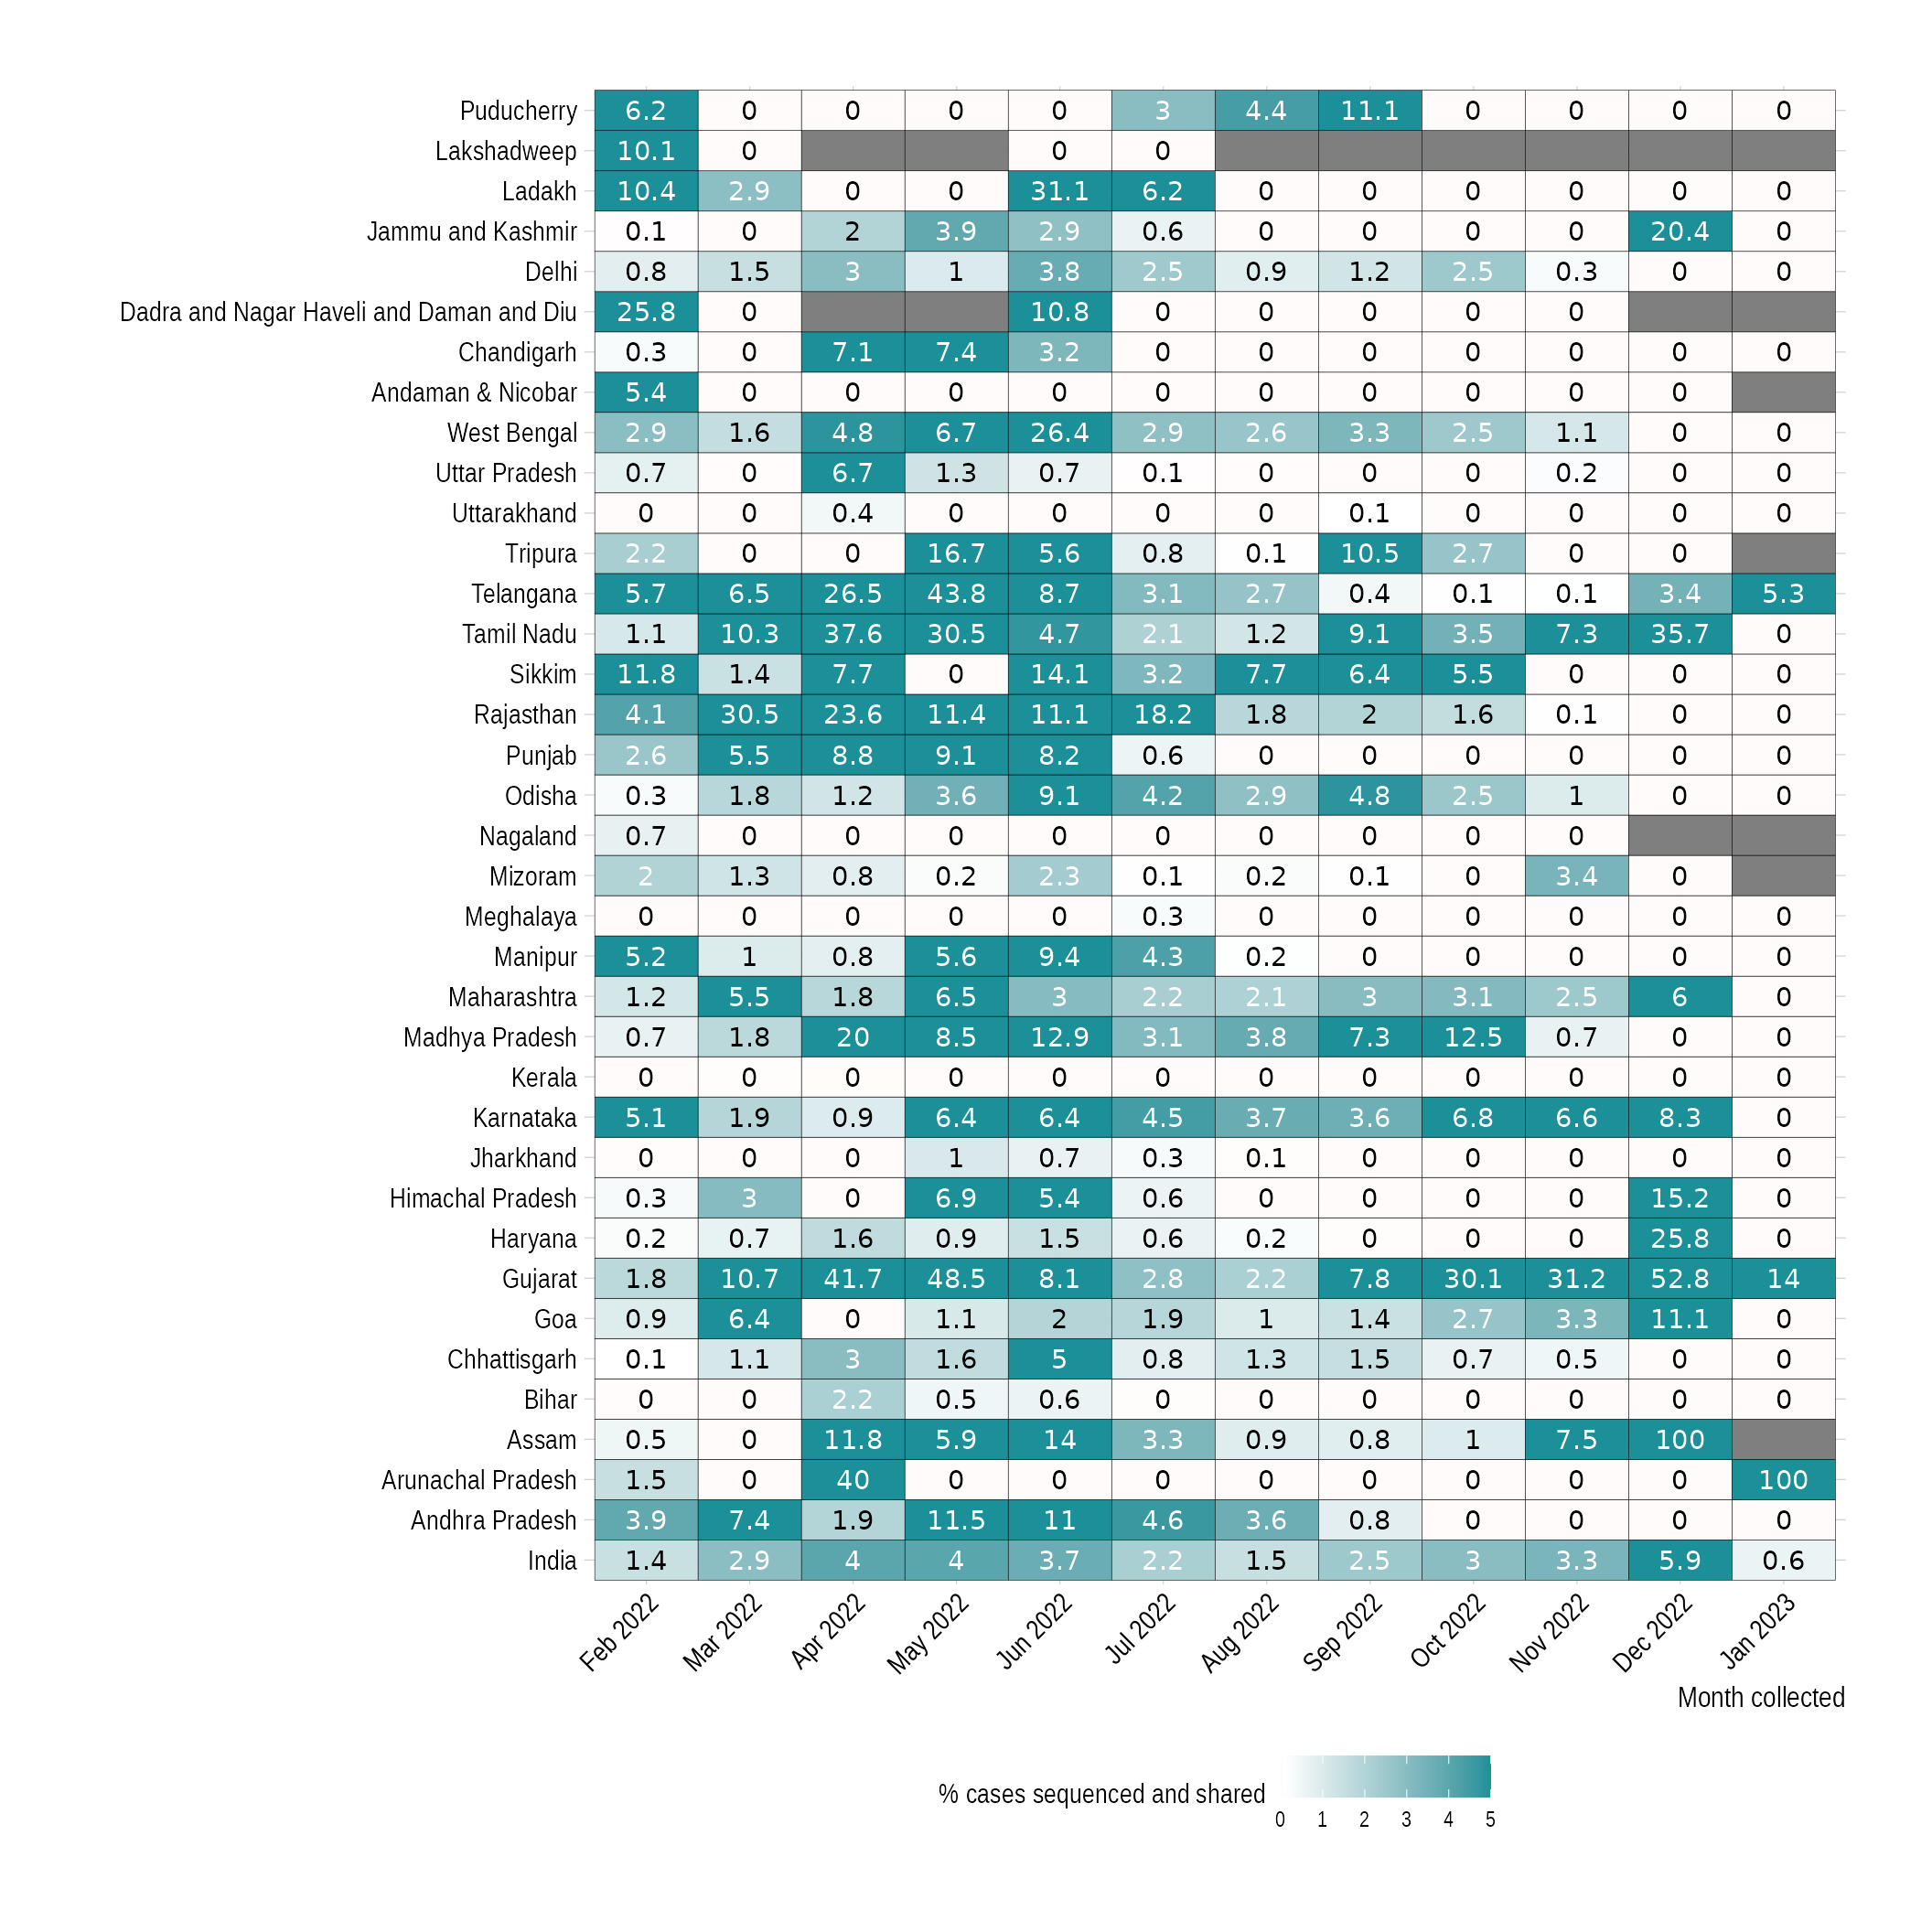 Puducherry 6.2 0 0 0 0 3 4.4 11.1 0 0 0 0
Lakshadweep 10.1 0 0 0
Ladakh 10.4 2.9 0 0 31.1 6.2 0 0 0 0 0 0
Jammu and Kashmir 0.1 0 2 3.9 2.9 0.6 0 0 0 0 20.4 0
Delhi 0.8 1.5 3 1 3.8 2.5 0.9 1.2 2.5 0.3 0 0
Dadra and Nagar Haveli and Daman and Diu 25.8 0 10.8 0 0 0 0 0
Chandigarh 0.3 0 7.1 7.4 3.2 0 0 0 0 0 0 0
Andaman & Nicobar 5.4 0 0 0 0 0 0 0 0 0 0
West Bengal 2.9 1.6 4.8 6.7 26.4 2.9 2.6 3.3 2.5 1.1 0 0
Uttar Pradesh 0.7 0 6.7 1.3 0.7 0.1 0 0 0 0.2 0 0
Uttarakhand 0 0 0.4 0 0 0 0 0.1 0 0 0 0
Tripura 2.2 0 0 16.7 5.6 0.8 0.1 10.5 2.7 0 0
Telangana 5.7 6.5 26.5 43.8 8.7 3.1 2.7 0.4 0.1 0.1 3.4 5.3
Tamil Nadu 1.1 10.3 37.6 30.5 4.7 2.1 1.2 9.1 3.5 7.3 35.7 0
Sikkim 11.8 1.4 7.7 0 14.1 3.2 7.7 6.4 5.5 0 0 0
Rajasthan 4.1 30.5 23.6 11.4 11.1 18.2 1.8 2 1.6 0.1 0 0
Punjab 2.6 5.5 8.8 9.1 8.2 0.6 0 0 0 0 0 0
Odisha 0.3 1.8 1.2 3.6 9.1 4.2 2.9 4.8 2.5 1 0 0
Nagaland 0.7 0 0 0 0 0 0 0 0 0
Mizoram 2 1.3 0.8 0.2 2.3 0.1 0.2 0.1 0 3.4 0
Meghalaya 0 0 0 0 0 0.3 0 0 0 0 0 0
Manipur 5.2 1 0.8 5.6 9.4 4.3 0.2 0 0 0 0 0
Maharashtra 1.2 5.5 1.8 6.5 3 2.2 2.1 3 3.1 2.5 6 0
Madhya Pradesh 0.7 1.8 20 8.5 12.9 3.1 3.8 7.3 12.5 0.7 0 0
Kerala 0 0 0 0 0 0 0 0 0 0 0 0
Karnataka 5.1 1.9 0.9 6.4 6.4 4.5 3.7 3.6 6.8 6.6 8.3 0
Jharkhand 0 0 0 1 0.7 0.3 0.1 0 0 0 0 0
Himachal Pradesh 0.3 3 0 6.9 5.4 0.6 0 0 0 0 15.2 0
Haryana 0.2 0.7 1.6 0.9 1.5 0.6 0.2 0 0 0 25.8 0
Gujarat 1.8 10.7 41.7 48.5 8.1 2.8 2.2 7.8 30.1 31.2 52.8 14
Goa 0.9 6.4 0 1.1 2 1.9 1 1.4 2.7 3.3 11.1 0
Chhattisgarh 0.1 1.1 3 1.6 5 0.8 1.3 1.5 0.7 0.5 0 0
Bihar 0 0 2.2 0.5 0.6 0 0 0 0 0 0 0
Assam 0.5 0 11.8 5.9 14 3.3 0.9 0.8 1 7.5 100
Arunachal Pradesh 1.5 0 40 0 0 0 0 0 0 0 0 100
Andhra Pradesh 3.9 7.4 1.9 11.5 11 4.6 3.6 0.8 0 0 0 0
India 1.4 2.9 4 4 3.7 2.2 1.5 2.5 3 3.3 5.9 0.6
Feb 2022 Mar 2022 Apr 2022 May 2022 Jun 2022 Jul 2022 Aug 2022 Sep 2022 Oct 2022 Nov 2022 Dec 2022 Jan 2023
Month collected
% cases sequenced and shared
0 1 2 3 4 5